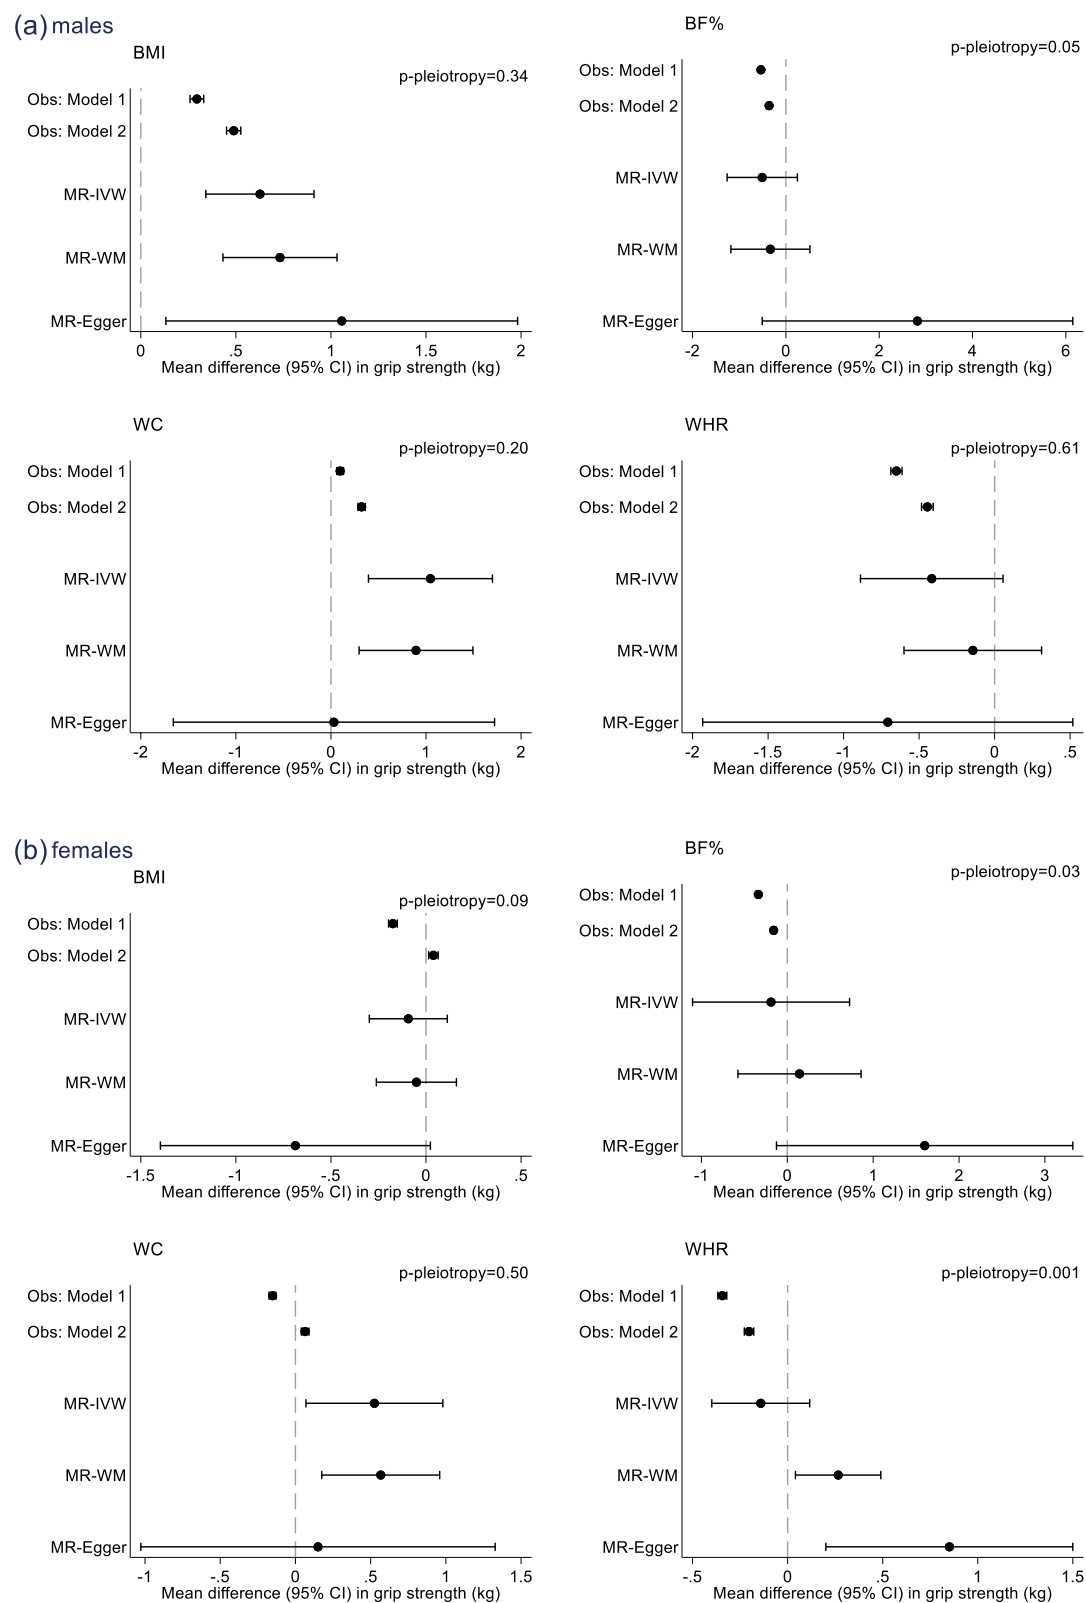 (a) males
BMI
p-pleiotropy=0.34
Obs: Model 1
Obs: Model 2
MR-IVW
MR-WM
MR-Egger
0 .5 1 1.5 2
Mean difference (95% CI) in grip strength (kg)
BF%
p-pleiotropy=0.05
Obs: Model 1
Obs: Model 2
MR-IVW
MR-WM
MR-Egger
-2 0 2 4 6
Mean difference (95% CI) in grip strength (kg)
WC
p-pleiotropy=0.20
Obs: Model 1
Obs: Model 2
MR-IVW
MR-WM
MR-Egger
-2 -1 0 1 2
Mean difference (95% CI) in grip strength (kg)
WHR
p-pleiotropy=0.61
Obs: Model 1
Obs: Model 2
MR-IVW
MR-WM
MR-Egger
-2 -1.5 -1 -.5 0 .5
Mean difference (95% CI) in grip strength (kg)
(b) females
BMI
p-pleiotropy=0.09
Obs: Model 1
Obs: Model 2
MR-IVW
MR-WM
MR-Egger
-1.5 -1 -.5 0 .5
Mean difference (95% CI) in grip strength (kg)
BF%
p-pleiotropy=0.03
Obs: Model 1
Obs: Model 2
MR-IVW
MR-WM
MR-Egger
-1 0 1 2 3
Mean difference (95% CI) in grip strength (kg)
WC
p-pleiotropy=0.50
Obs: Model 1
Obs: Model 2
MR-IVW
MR-WM
MR-Egger
-1 -.5 0 .5 1 1.5
Mean difference (95% CI) in grip strength (kg)
WHR
p-pleiotropy=0.001
Obs: Model 1
Obs: Model 2
MR-IVW
MR-WM
MR-Egger
-.5 0 .5 1 1.5
Mean difference (95% CI) in grip strength (kg)